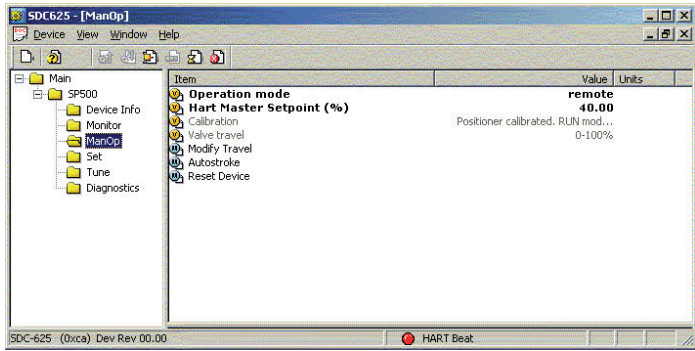 SDC625 - [ManOp]
Device View Window Help
Main
SP500
Device Info
Monitor
ManOp
Set
Tune
Diagnostics
Item Value Units
Operation mode remote
Hart Master Setpoint (%) 40.00
Calibration Positioner calibrated. RUN mod...
Valve travel 0-100%
Modify Travel
Autostroke
Reset Device
SDC-625 (0xca) Dev Rev 00.00 HART Beat